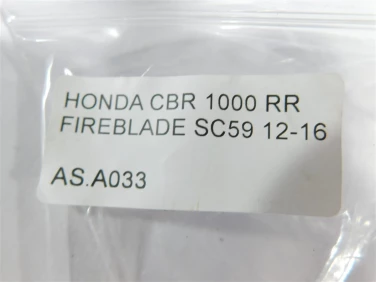 HONDA CBR 1000 RR
FIREBLADE SC59 12-16
AS.A033